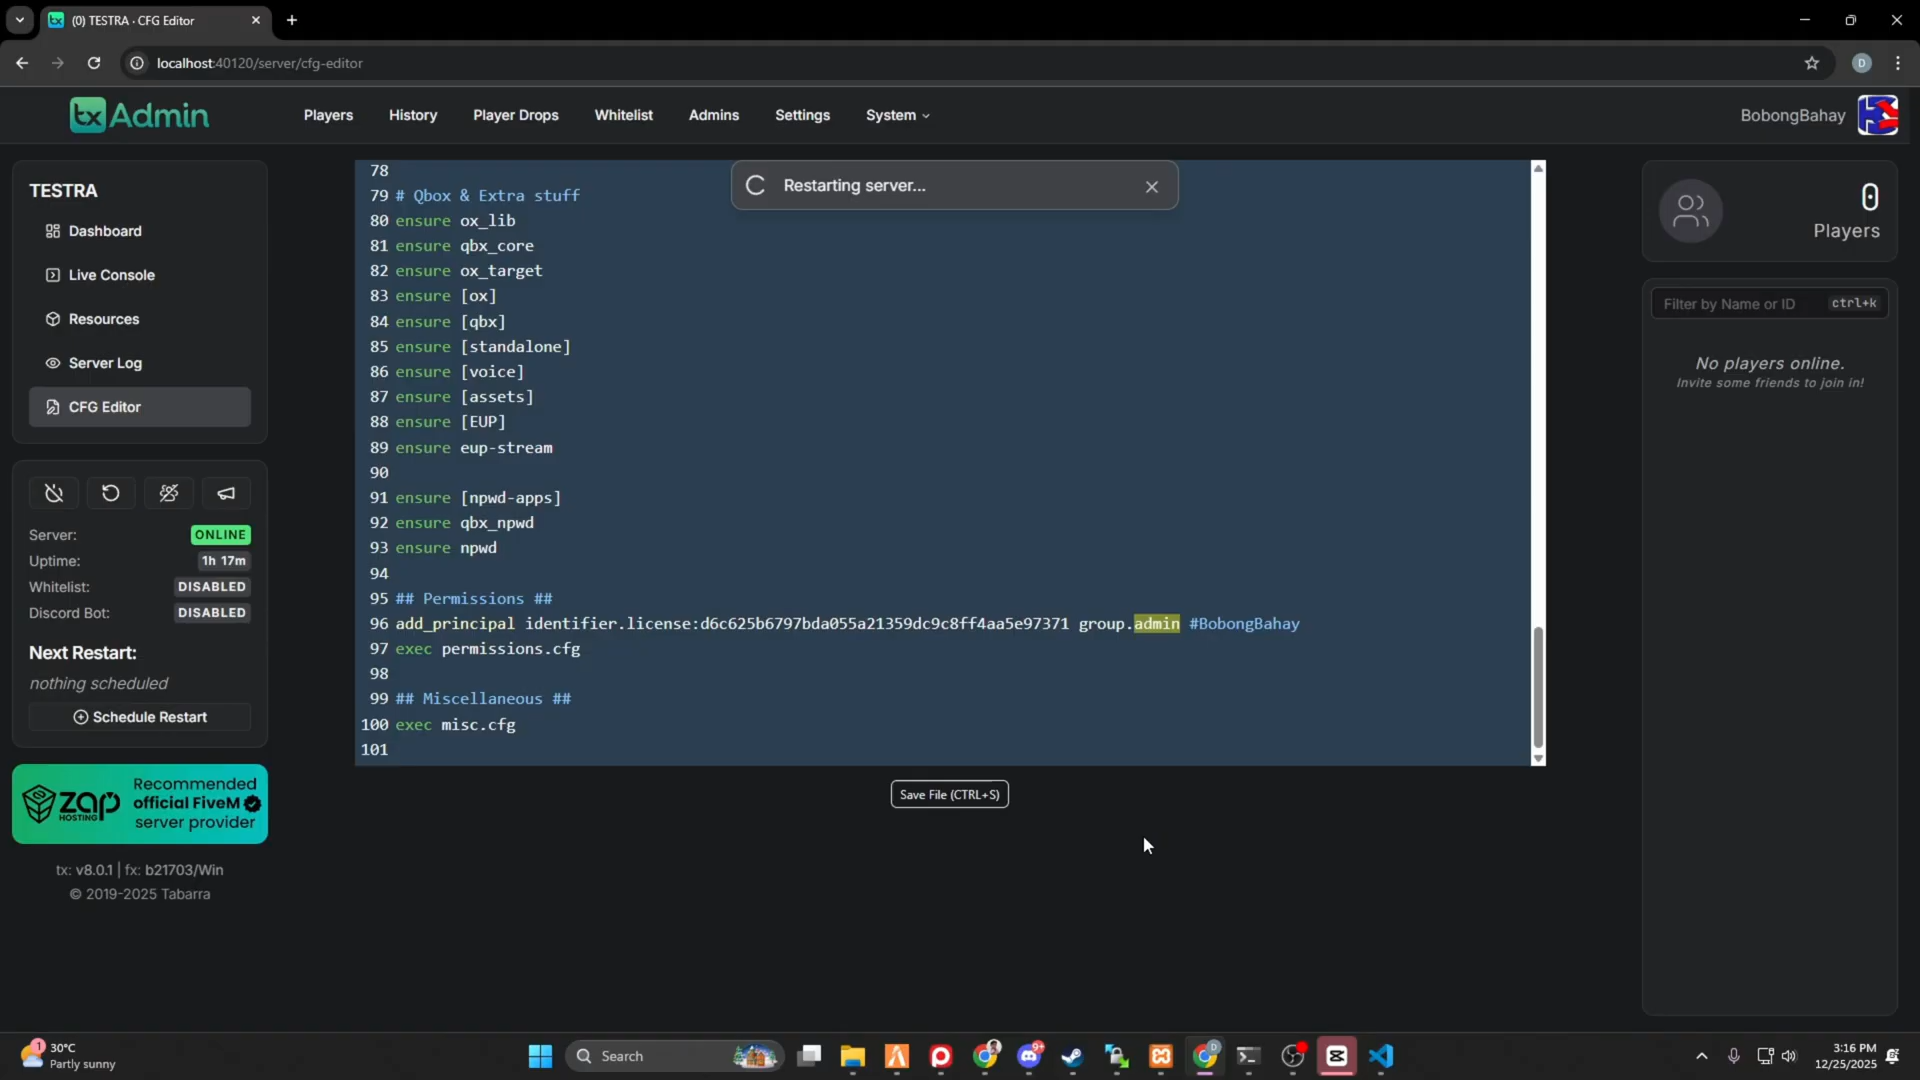 (0) TESTRA · CFG Editor
localhost:40120/server/cfg-editor
D
tx Admin
Players
History
Player Drops
Whitelist
Admins
Settings
System
BobongBahay
TESTRA
Dashboard
Live Console
Resources
Server Log
CFG Editor
Server: ONLINE
Uptime: 1h 17m
Whitelist: DISABLED
Discord Bot: DISABLED
Next Restart:
nothing scheduled
Schedule Restart
ZAP HOSTING
Recommended
official FiveM
server provider
tx: v8.0.1 | fx: b21703/Win
© 2019-2025 Tabarra
Restarting server...
78
79 # Qbox & Extra stuff
80 ensure ox_lib
81 ensure qbx_core
82 ensure ox_target
83 ensure [ox]
84 ensure [qbx]
85 ensure [standalone]
86 ensure [voice]
87 ensure [assets]
88 ensure [EUP]
89 ensure eup-stream
90
91 ensure [npwd-apps]
92 ensure qbx_npwd
93 ensure npwd
94
95 ## Permissions ##
96 add_principal identifier.license:d6c625b6797bda055a21359dc9c8ff4aa5e97371 group.admin #BobongBahay
97 exec permissions.cfg
98
99 ## Miscellaneous ##
100 exec misc.cfg
101
Save File (CTRL+S)
0
Players
Filter by Name or ID ctrl+k
No players online.
Invite some friends to join in!
1
30°C
Partly sunny
Search
9+
D
3:16 PM
12/25/2025